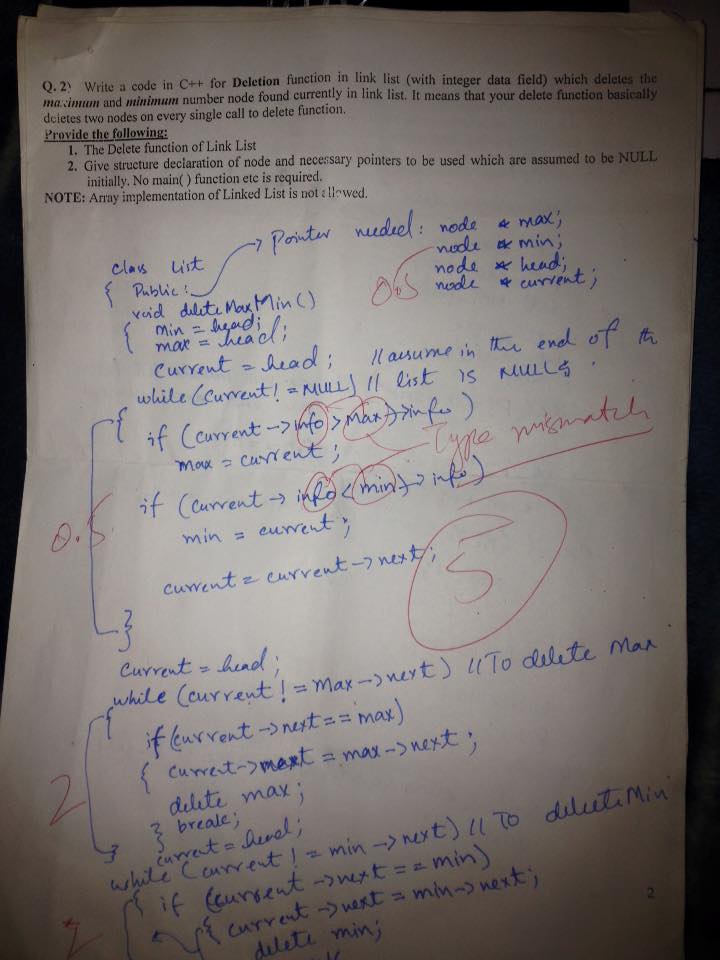 Q. 2) Write a code in C++ for Deletion function in link list (with integer data field) which deletes the
maximum and minimum number node found currently in link list. It means that your delete function basically
deletes two nodes on every single call to delete function.
Provide the following:
1. The Delete function of Link List
2. Give structure declaration of node and necessary pointers to be used which are assumed to be NULL
initially. No main( ) function etc is required.
NOTE: Array implementation of Linked List is not allowed.
→ Pointer needed: node * max;
node * min;
class List
node * head;
{ Public:
0.5
node * current;
void deleteMaxMin()
{ min = head;
max = head;
current = head; // assume in the end of th
while (current != NULL) // list is NULL
{
if (current -> info > max -> info)
Type mismatch
max = current;
if (current -> info < min -> info)
0.5
min = current;
5
current = current -> next;
}
current = head;
while (current != max -> next) // To delete max
{
if (current -> next == max)
{ current -> next = max -> next;
2
delete max;
break;
}
} current = head;
while (current != min -> next) // To delete Min
{ if (current -> next == min)
2
{ current -> next = min -> next;
delete min;
2